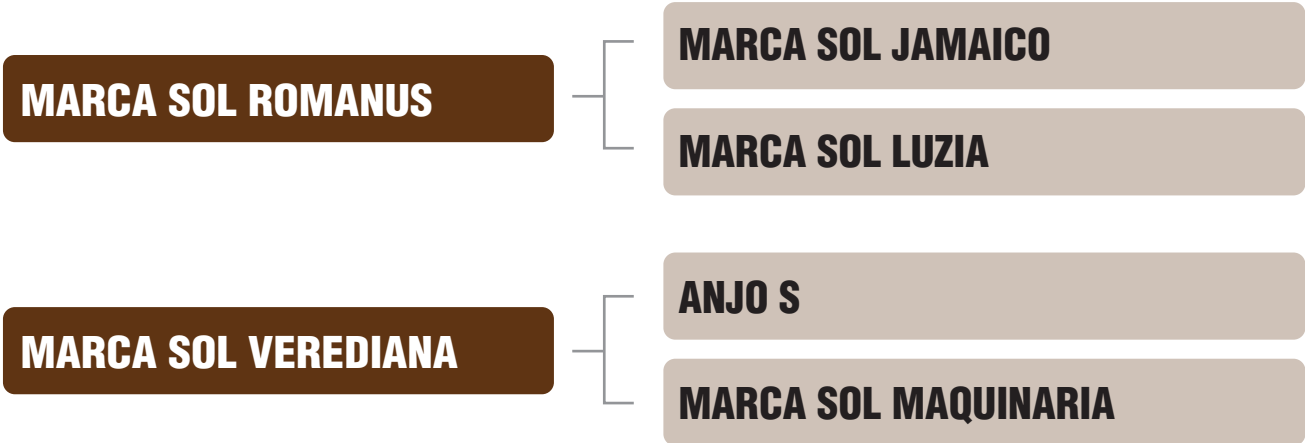 MARCA SOL ROMANUS
MARCA SOL JAMAICO
MARCA SOL LUZIA
MARCA SOL VEREDIANA
ANJO S
MARCA SOL MAQUINARIA